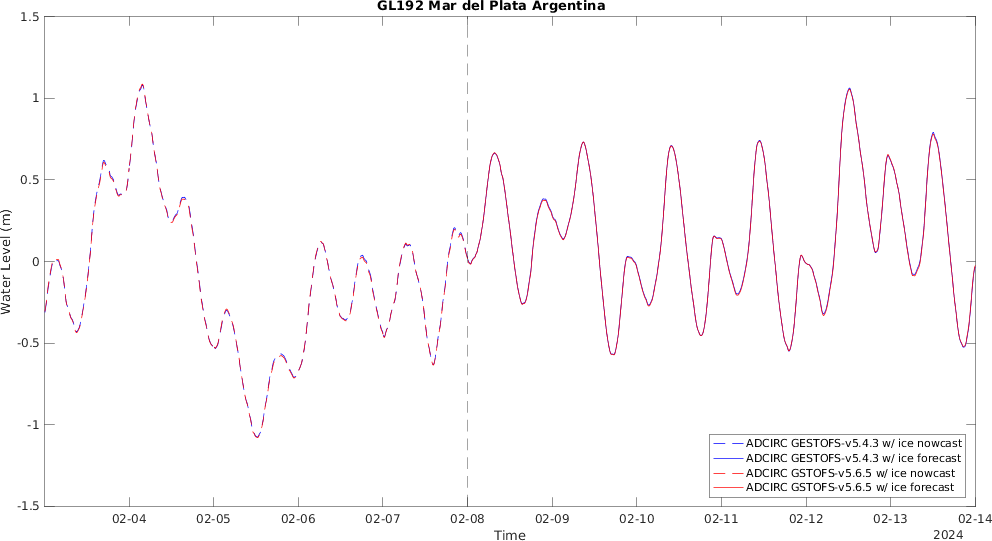 GL192 Mar del Plata Argentina
1.5
1
0.5
0
-0.5
-1
-1.5
Water Level (m)
02-04 02-05 02-06 02-07 02-08 02-09 02-10 02-11 02-12 02-13 02-14
Time
2024
ADCIRC GESTOFS-v5.4.3 w/ ice nowcast
ADCIRC GESTOFS-v5.4.3 w/ ice forecast
ADCIRC GSTOFS-v5.6.5 w/ ice nowcast
ADCIRC GSTOFS-v5.6.5 w/ ice forecast